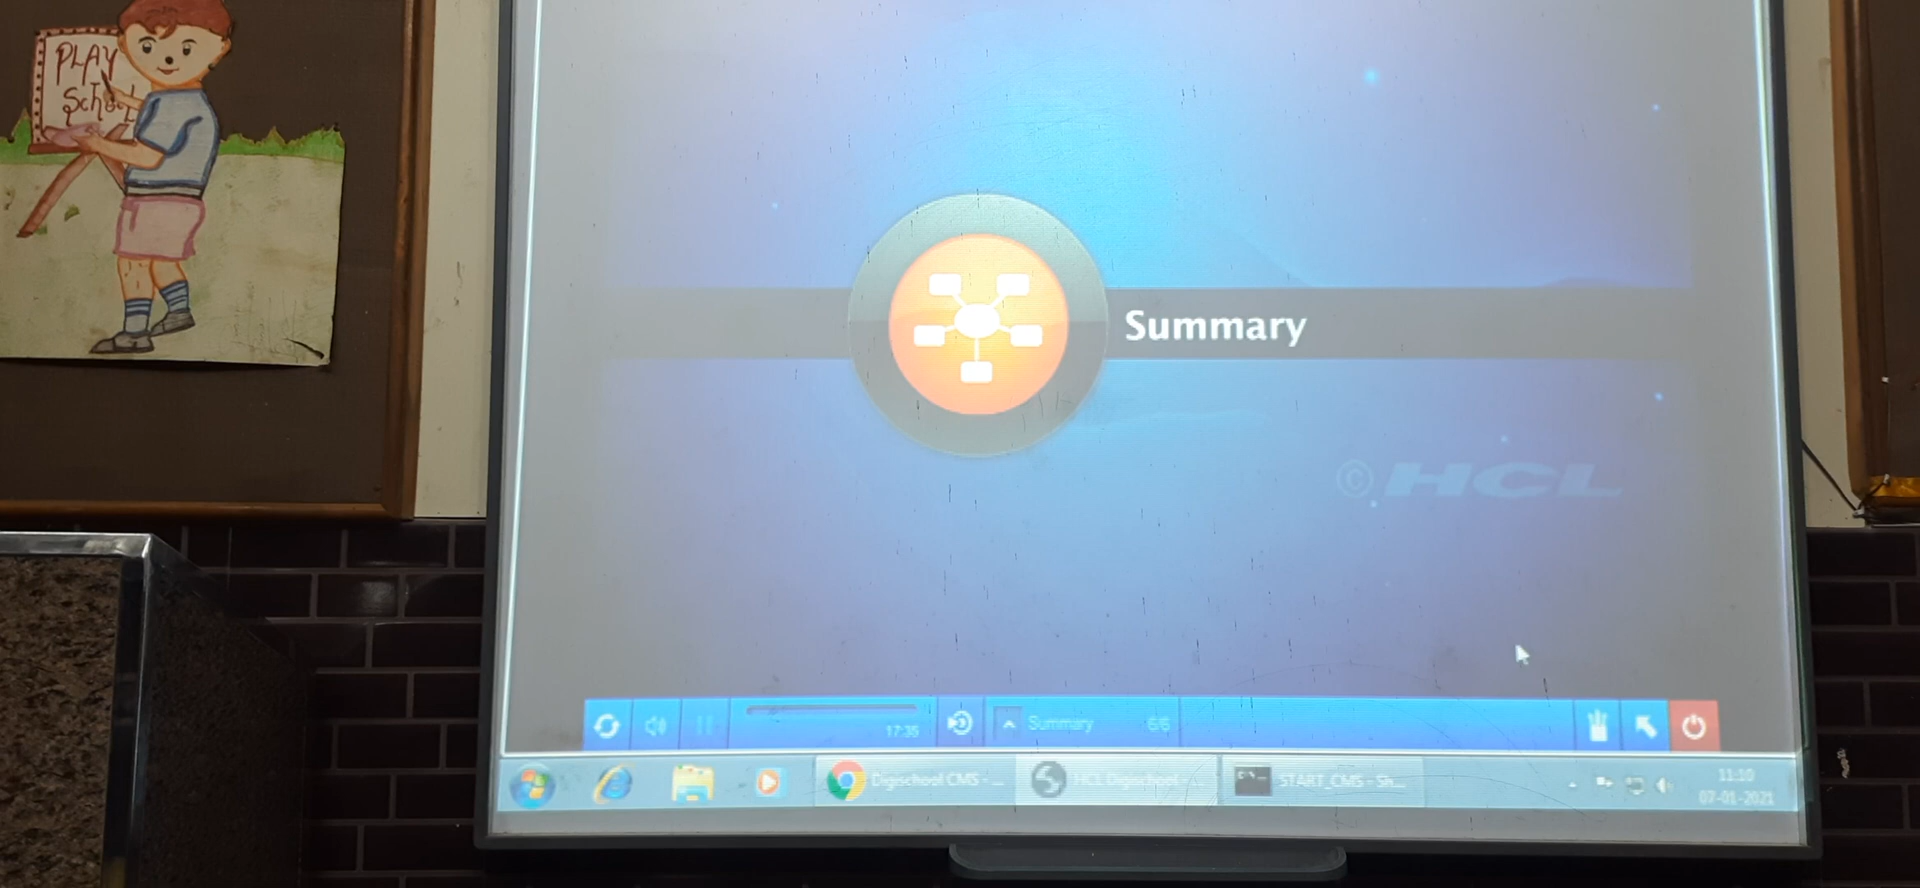 PLAY
School
Summary
©HCL
17:35
Summary 6/6
Digischool CMS - ...
HCL Digischool - ...
START_CMS - Sh...
11:10
07-01-2021